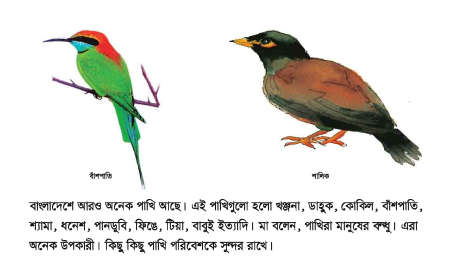 বাঁশপাতি
শালিক
বাংলাদেশে আরও অনেক পাখি আছে। এই পাখিগুলো হলো খঞ্জনা, ডাহুক, কোকিল, বাঁশপাতি,
শ্যামা, ধনেশ, পানডুবি, ফিঙে, টিয়া, বাবুই ইত্যাদি। মা বলেন, পাখিরা মানুষের বন্ধু। এরা
অনেক উপকারী। কিছু কিছু পাখি পরিবেশকে সুন্দর রাখে।